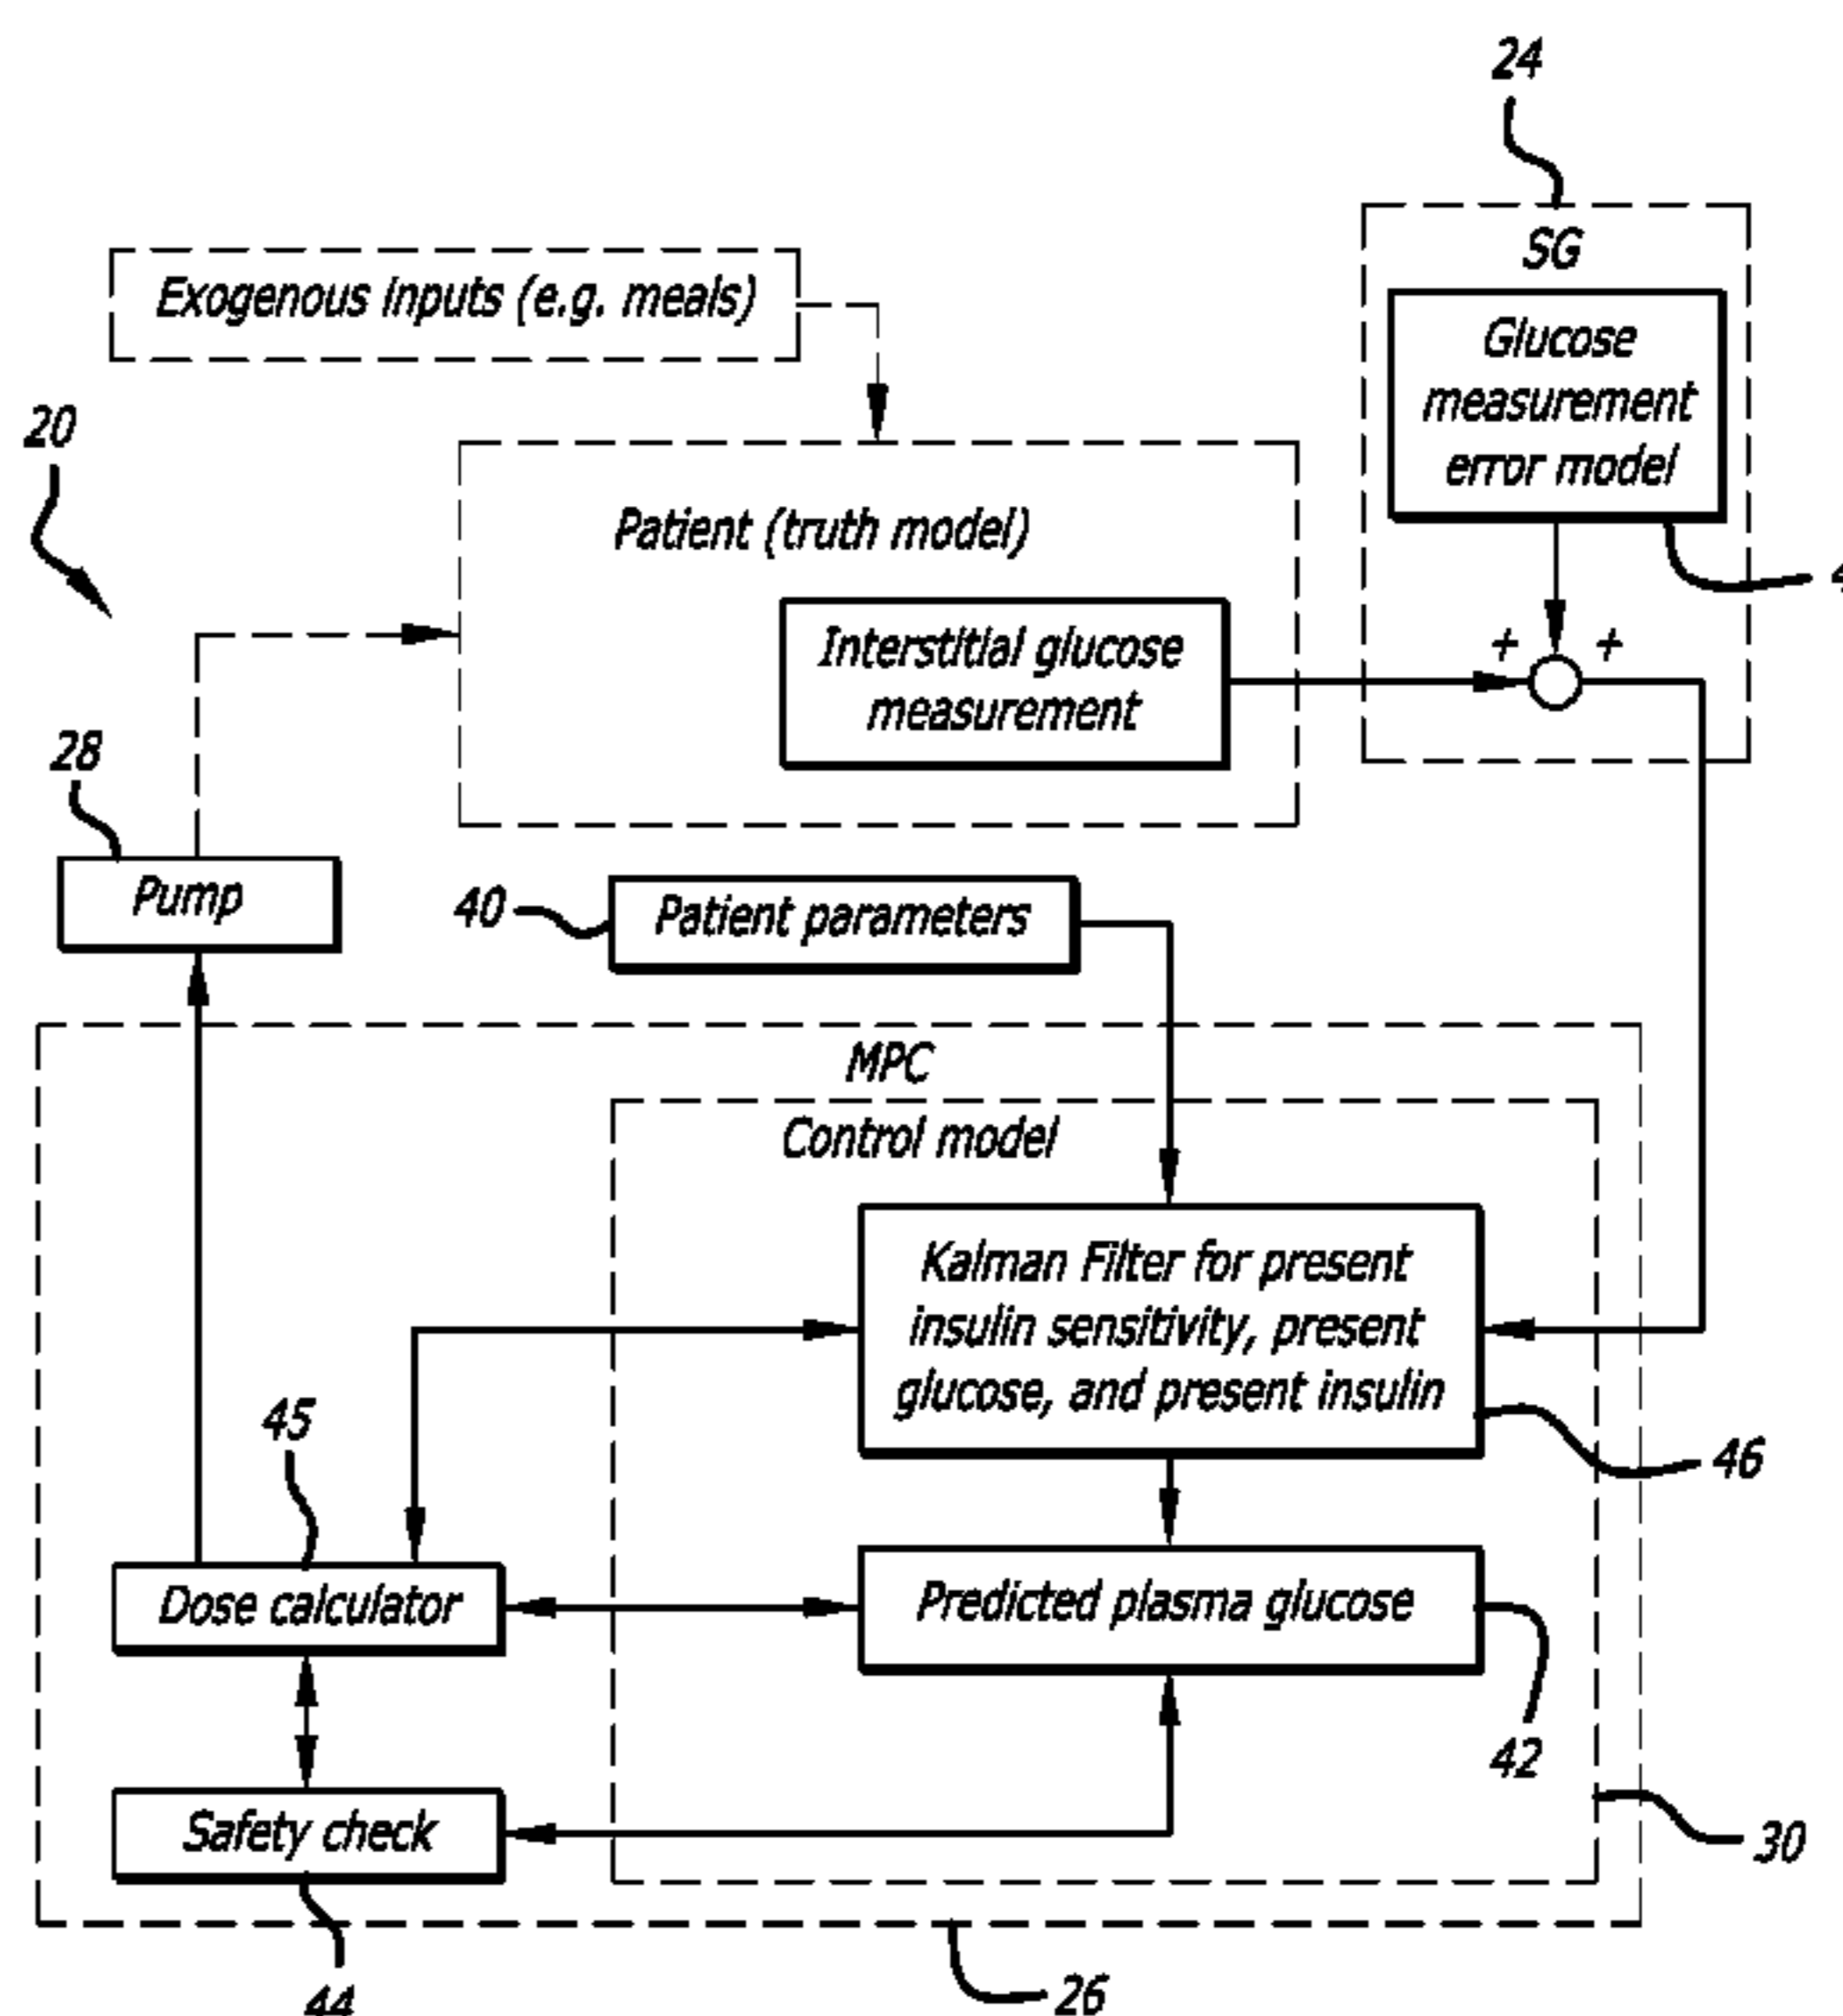 24
SG
Exogenous inputs (e.g. meals)
Glucose
measurement
error model
20
Patient (truth model)
+ +
Interstitial glucose
measurement
28
Pump
40
Patient parameters
MPC
Control model
Kalman Filter for present
insulin sensitivity, present
glucose, and present insulin
45
46
Dose calculator
Predicted plasma glucose
42
Safety check
30
44
26